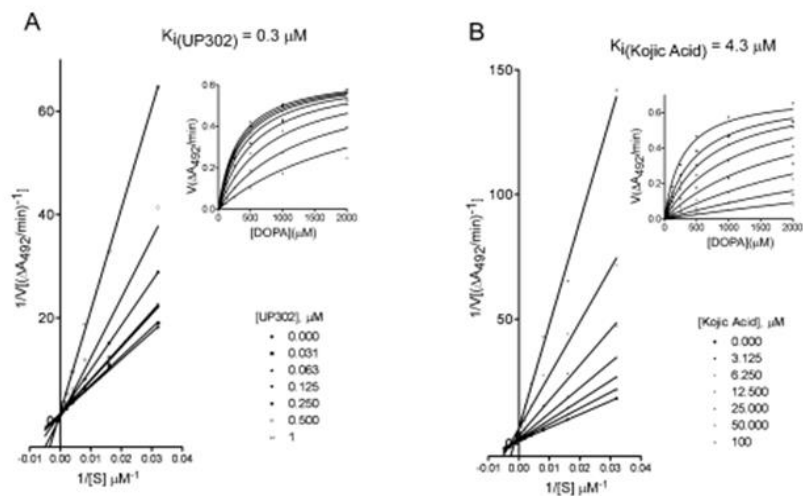 A
Ki(UP302) = 0.3 µM
1/V[(ΔA492/min)-1]
60
40
20
0
-0.01 0.00 0.01 0.02 0.03 0.04
1/[S] µM-1
V(ΔA492/min)
0.8
0.4
0.0
0 500 1000 1500 2000
[DOPA](µM)
[UP302], µM
0.000
0.031
0.063
0.125
0.250
0.500
1
B
Ki(Kojic Acid) = 4.3 µM
1/V[(ΔA492/min)-1]
150
100
50
0
-0.01 0.00 0.01 0.02 0.03 0.04
1/[S] µM-1
V(ΔA492/min)
0.6
0.4
0.2
0.0
0 500 1000 1500 2000
[DOPA](µM)
[Kojic Acid], µM
0.000
3.125
6.250
12.500
25.000
50.000
100